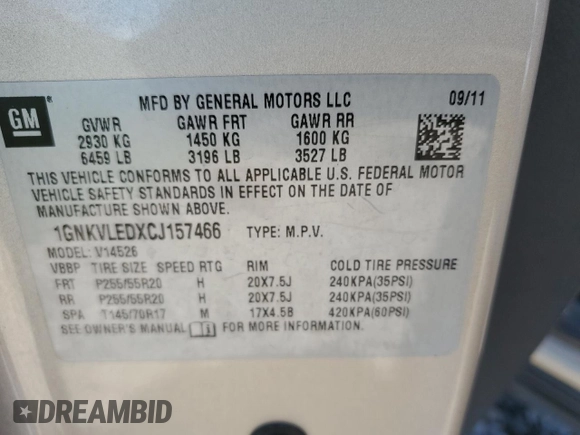 GM ®
MFD BY GENERAL MOTORS LLC 09/11
GVWR GAWR FRT GAWR RR
2930 KG 1450 KG 1600 KG
6459 LB 3196 LB 3527 LB
THIS VEHICLE CONFORMS TO ALL APPLICABLE U.S. FEDERAL MOTOR
VEHICLE SAFETY STANDARDS IN EFFECT ON THE DATE OF
MANUFACTURE SHOWN ABOVE.
1GNKVLEDXCJ157466 TYPE: M.P.V.
MODEL: V14526
VBBP TIRE SIZE SPEED RTG RIM COLD TIRE PRESSURE
FRT P255/55R20 H 20X7.5J 240KPA(35PSI)
RR P255/55R20 H 20X7.5J 240KPA(35PSI)
SPA T145/70R17 M 17X4.5B 420KPA(60PSI)
SEE OWNER'S MANUAL FOR MORE INFORMATION.
DREAMBID